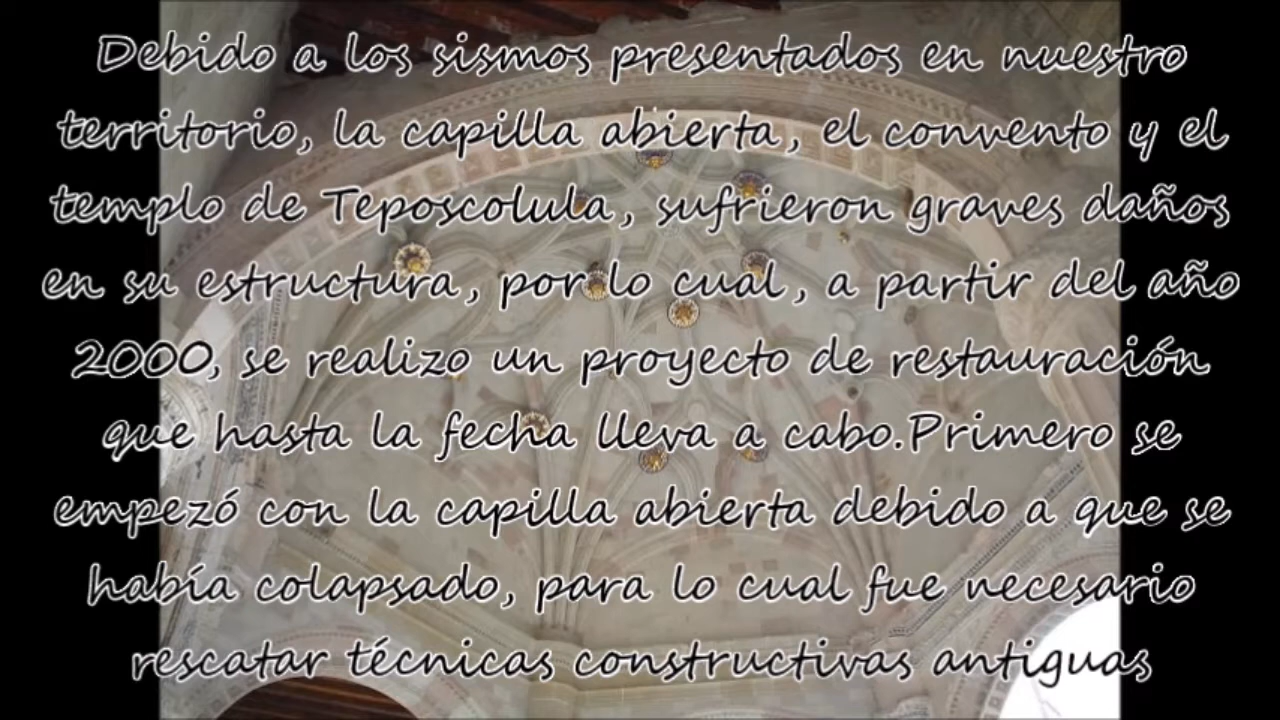 Debido a los sismos presentados en nuestro
territorio, la capilla abierta, el convento y el
templo de Teposcolula, sufrieron graves daños
en su estructura, por lo cual, a partir del año
2000, se realizo un proyecto de restauración
que hasta la fecha lleva a cabo.Primero se
empezó con la capilla abierta debido a que se
había colapsado, para lo cual fue necesario
rescatar técnicas constructivas antiguas